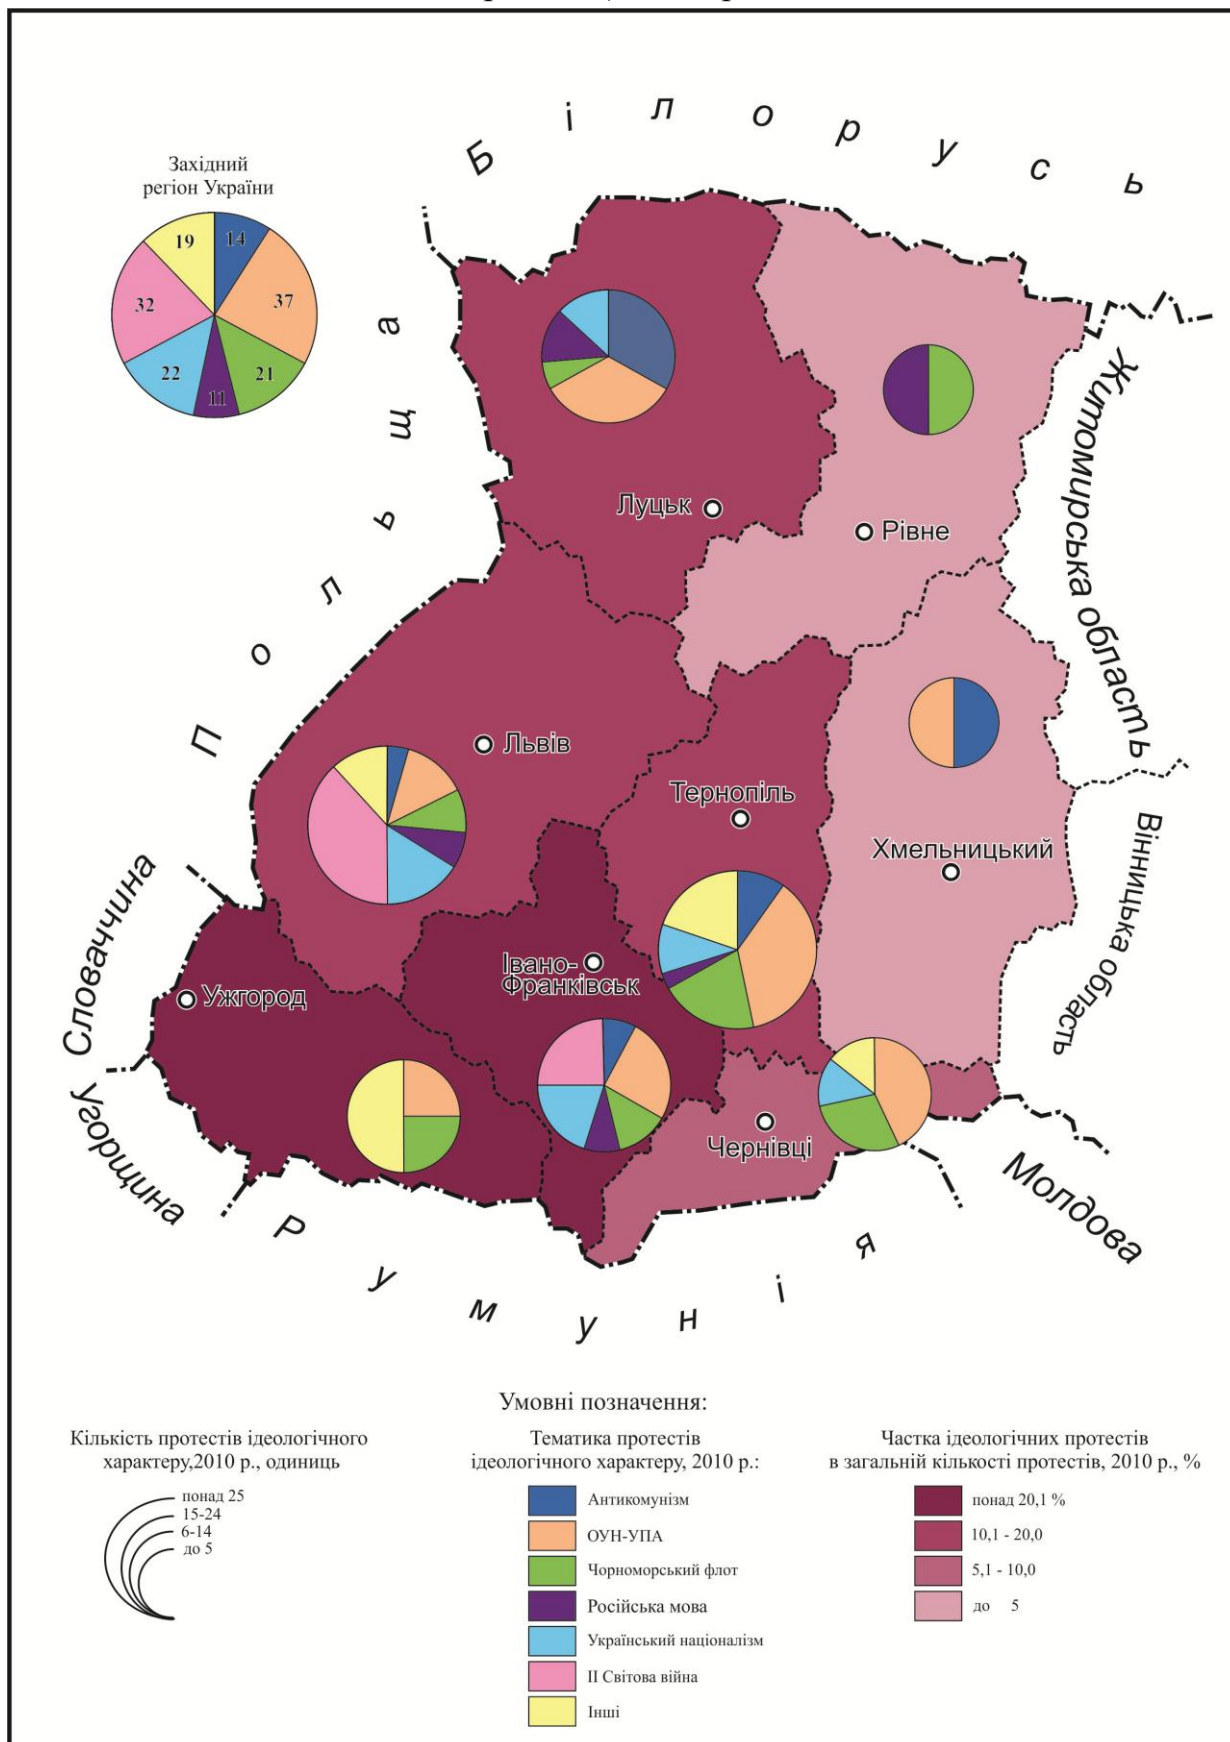 Західний
регіон України
14
37
21
11
22
32
19
Білорусь
Польща
Словаччина
Угорщина
Румунія
Молдова
Житомирська область
Вінницька область
Луцьк
Рівне
Львів
Тернопіль
Хмельницький
Івано-
Франківськ
Ужгород
Чернівці
Умовні позначення:
Кількість протестів ідеологічного
характеру,2010 р., одиниць
понад 25
15-24
6-14
до 5
Тематика протестів
ідеологічного характеру, 2010 р.:
Антикомунізм
ОУН-УПА
Чорноморський флот
Російська мова
Український націоналізм
ІІ Світова війна
Інші
Частка ідеологічних протестів
в загальній кількості протестів, 2010 р., %
понад 20,1 %
10,1 - 20,0
5,1 - 10,0
до 5